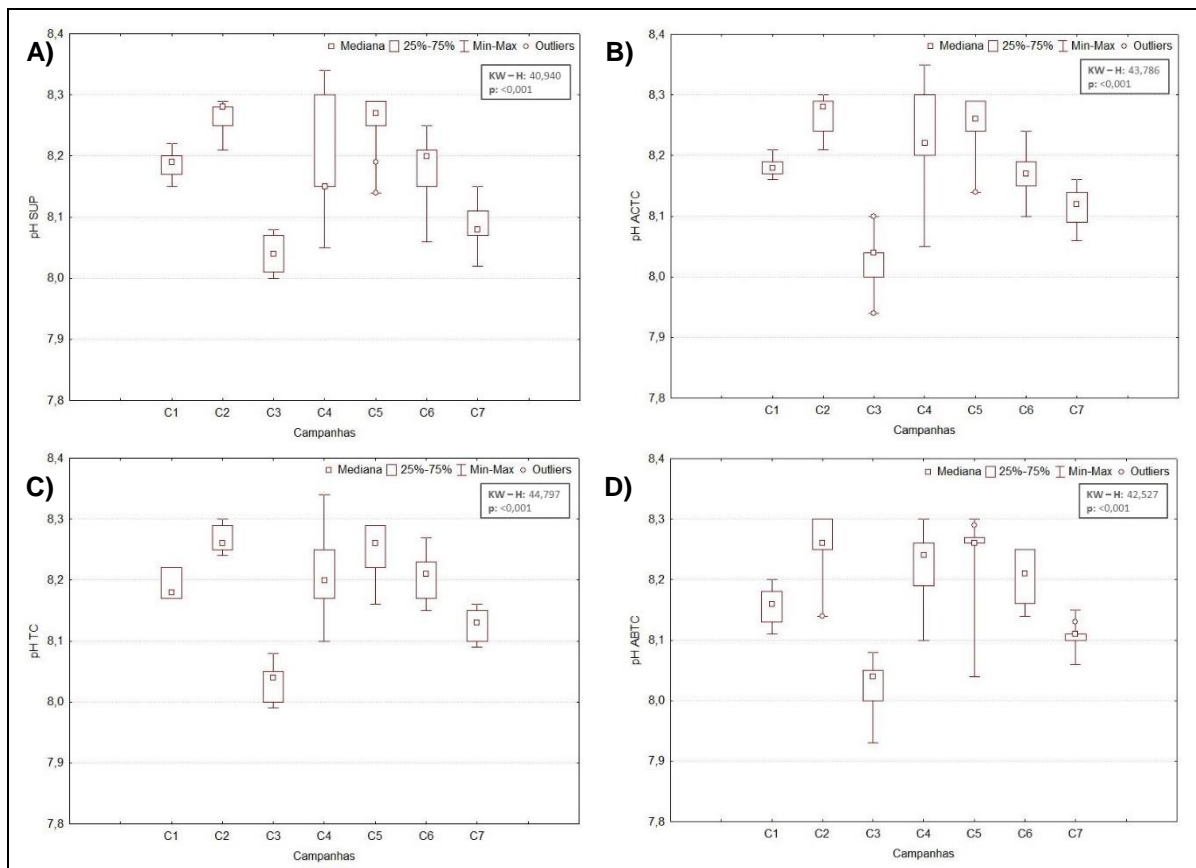 A)
8,4
8,3
8,2
8,1
8,0
7,9
7,8
pH SUP
Mediana 25%-75% Min-Max Outliers
KW – H: 40,940
p: <0,001
C1 C2 C3 C4 C5 C6 C7
Campanhas
B)
8,4
8,3
8,2
8,1
8,0
7,9
7,8
pH ACTC
Mediana 25%-75% Min-Max Outliers
KW – H: 43,786
p: <0,001
C1 C2 C3 C4 C5 C6 C7
Campanhas
C)
8,4
8,3
8,2
8,1
8,0
7,9
7,8
pH TC
Mediana 25%-75% Min-Max Outliers
KW – H: 44,797
p: <0,001
C1 C2 C3 C4 C5 C6 C7
Campanhas
D)
8,4
8,3
8,2
8,1
8,0
7,9
7,8
pH ABTC
Mediana 25%-75% Min-Max Outliers
KW – H: 42,527
p: <0,001
C1 C2 C3 C4 C5 C6 C7
Campanhas